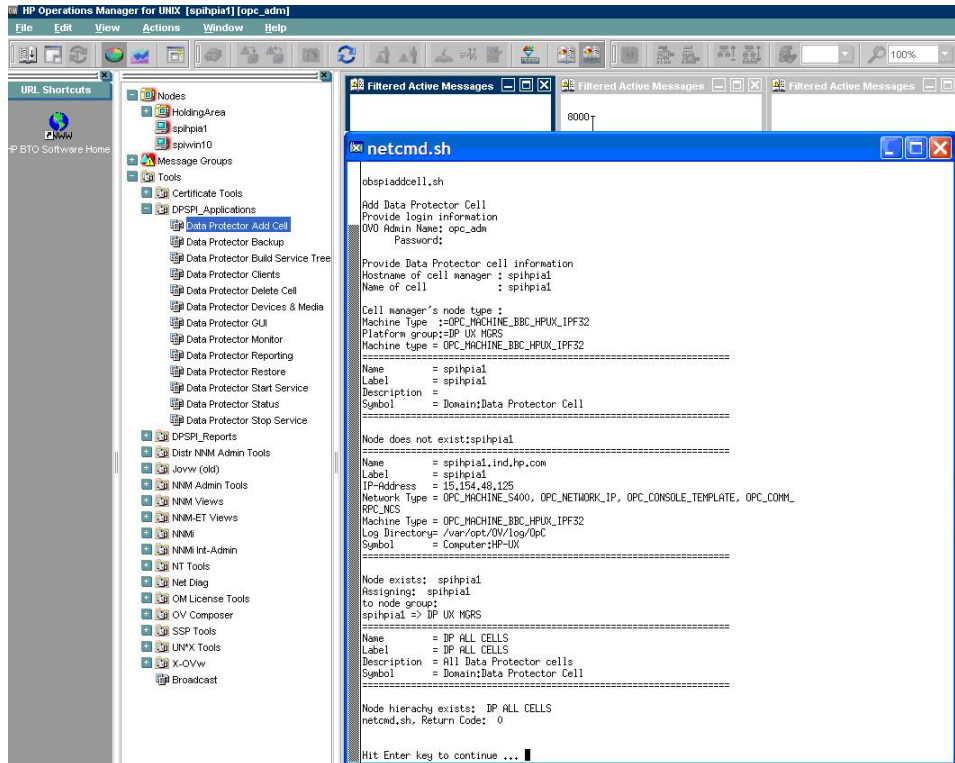 HP Operations Manager for UNIX [spihpia1] [opc_adm]
File Edit View Actions Window Help
100%
URL Shortcuts
HP BTO Software Home
Nodes
HoldingArea
spihpia1
spiwin10
Message Groups
Tools
Certificate Tools
DPSPI_Applications
Data Protector Add Cell
Data Protector Backup
Data Protector Build Service Tree
Data Protector Clients
Data Protector Delete Cell
Data Protector Devices & Media
Data Protector GUI
Data Protector Monitor
Data Protector Reporting
Data Protector Restore
Data Protector Start Service
Data Protector Status
Data Protector Stop Service
DPSPI_Reports
Distr NNM Admin Tools
Jovw (old)
NNM Admin Tools
NNM Views
NNM-ET Views
NNMi
NNMi Int-Admin
NT Tools
Net Diag
OM License Tools
OV Composer
SSP Tools
UN*X Tools
X-OVw
Broadcast
Filtered Active Messages
Filtered Active Messages
Filtered Active Messages
8000
netcmd.sh
obspiaddcell.sh
Add Data Protector Cell
Provide login information
OVO Admin Name: opc_adm
Password:
Provide Data Protector cell information
Hostname of cell manager : spihpia1
Name of cell : spihpia1
Cell manager's node type :
Machine Type :=OPC_MACHINE_BBC_HPUX_IPF32
Platform group:=DP UX MGRS
Machine type = OPC_MACHINE_BBC_HPUX_IPF32
==================================================================
Name = spihpia1
Label = spihpia1
Description =
Symbol = Domain:Data Protector Cell
==================================================================
Node does not exist:spihpia1
==================================================================
Name = spihpia1.ind.hp.com
Label = spihpia1
IP-Address = 15.154.48.125
Network Type = OPC_MACHINE_S400, OPC_NETWORK_IP, OPC_CONSOLE_TEMPLATE, OPC_COMM_
RPC_NCS
Machine Type = OPC_MACHINE_BBC_HPUX_IPF32
Log Directory= /var/opt/OV/log/OpC
Symbol = Computer:HP-UX
==================================================================
Node exists: spihpia1
Assigning: spihpia1
to node group:
spihpia1 => DP UX MGRS
==================================================================
Name = DP ALL CELLS
Label = DP ALL CELLS
Description = All Data Protector cells
Symbol = Domain:Data Protector Cell
==================================================================
Node hierachy exists: DP ALL CELLS
netcmd.sh, Return Code: 0
Hit Enter key to continue ...